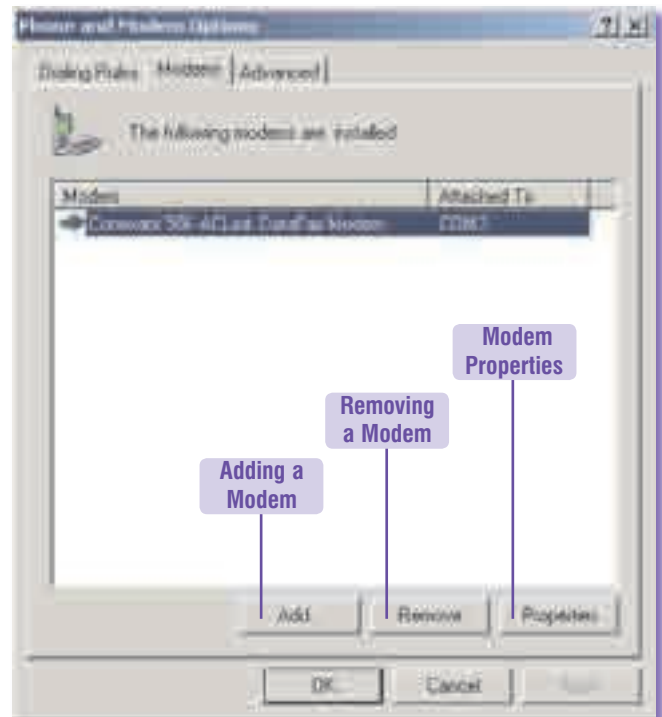 Phone and Modem Options
Dialing Rules Modems Advanced
The following modems are installed
Modem Attached To
Modem
Modem
Properties
Removing
a Modem
Adding a
Modem
Add... Remove Properties
OK Cancel